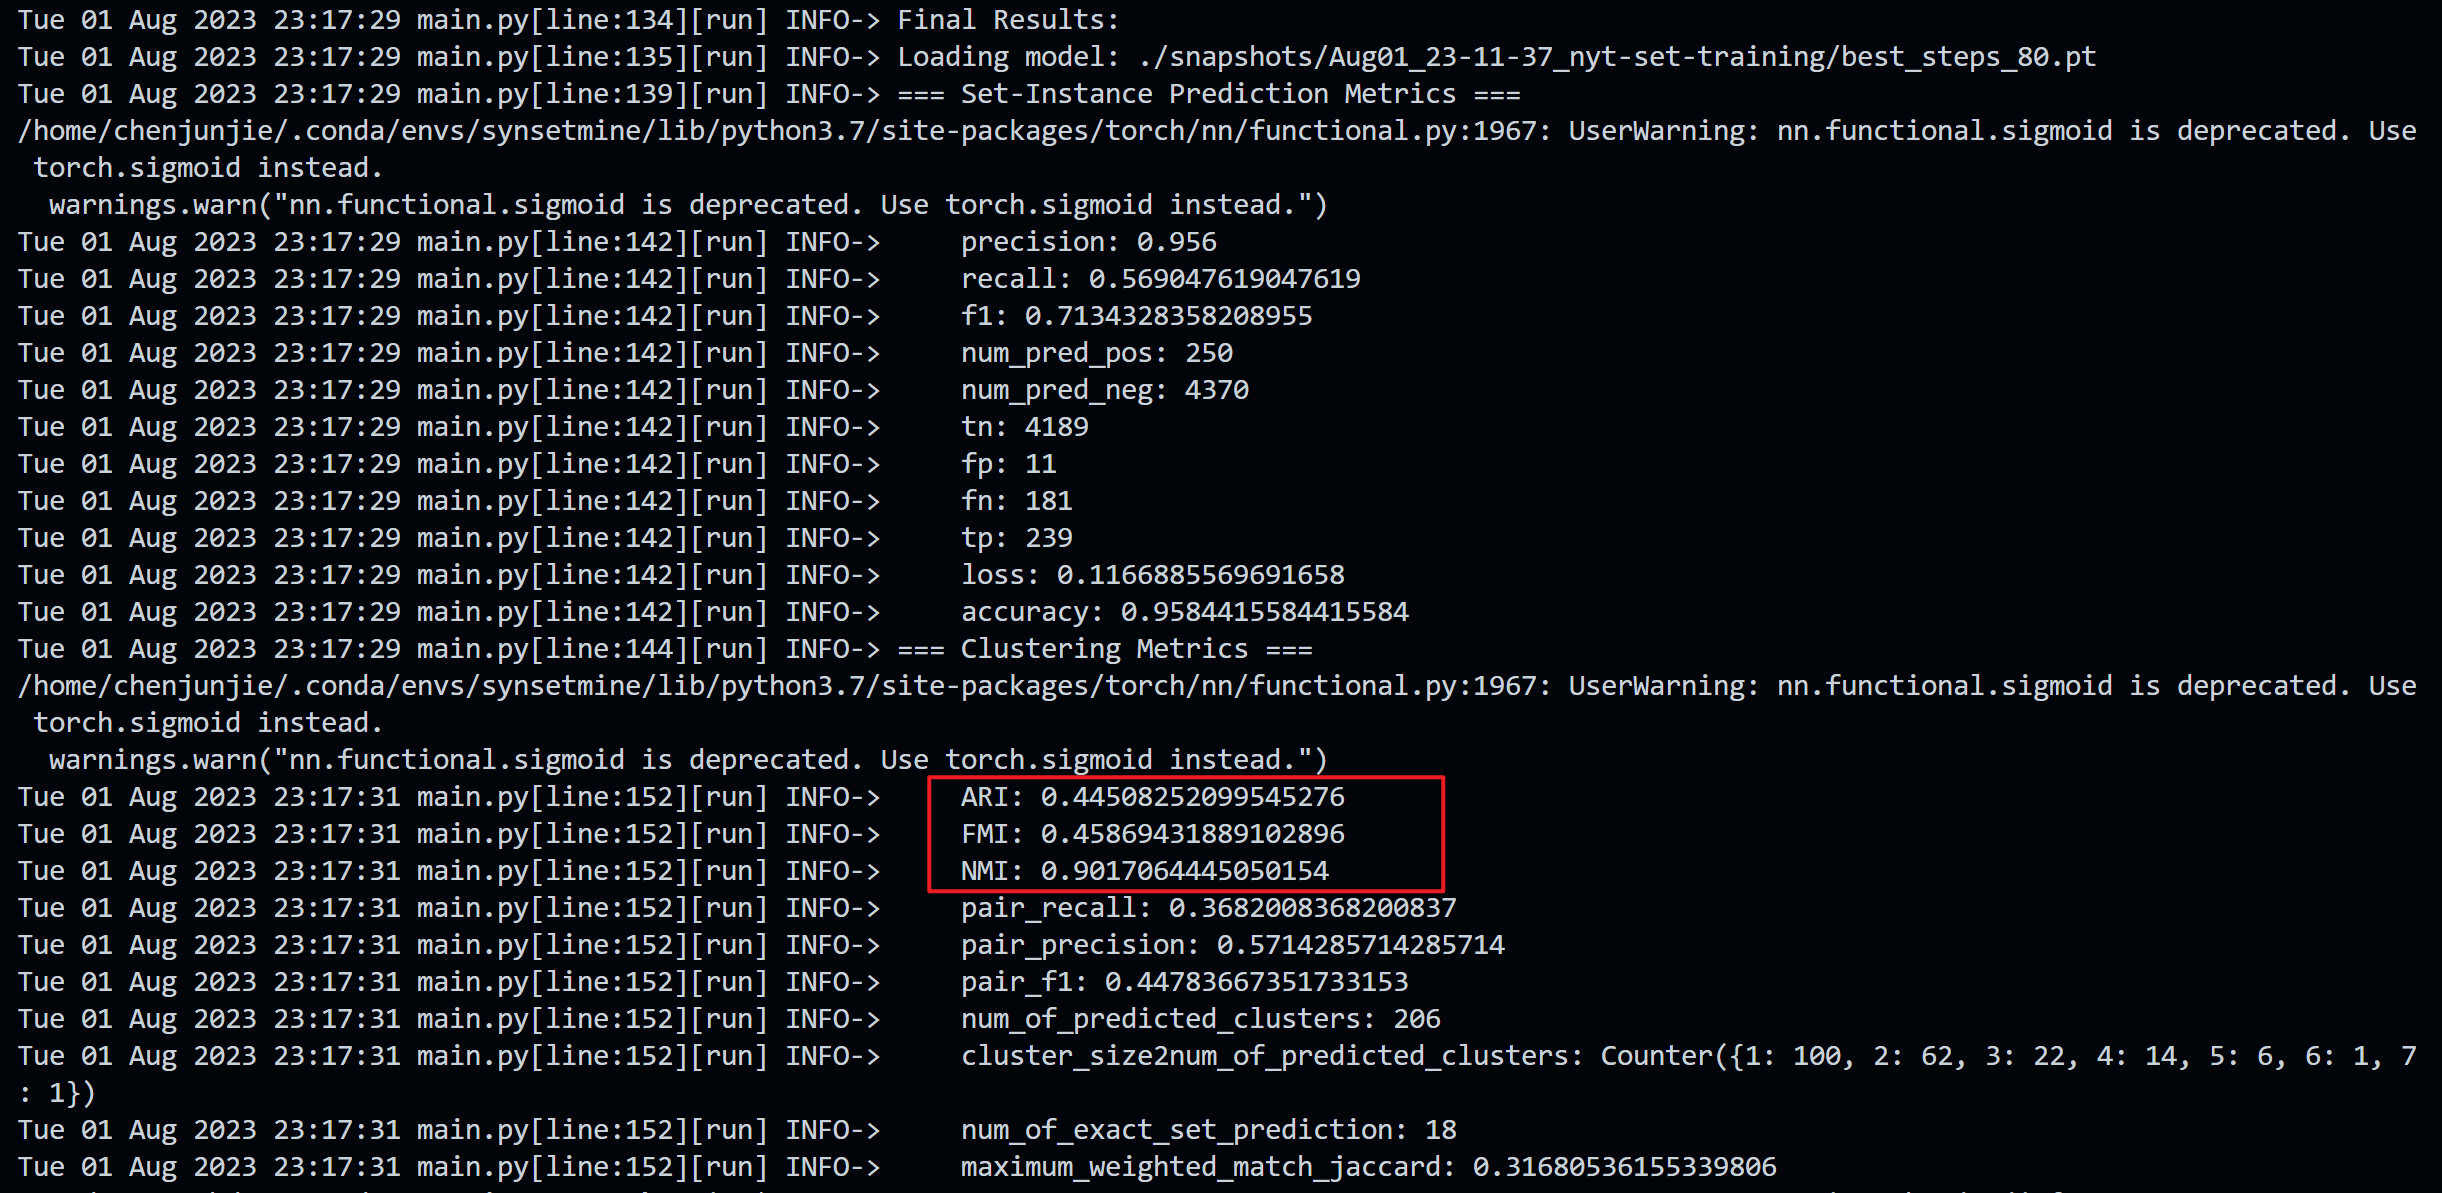 Tue 01 Aug 2023 23:17:29 main.py[line:134][run] INFO-> Final Results:
Tue 01 Aug 2023 23:17:29 main.py[line:135][run] INFO-> Loading model: ./snapshots/Aug01_23-11-37_nyt-set-training/best_steps_80.pt
Tue 01 Aug 2023 23:17:29 main.py[line:139][run] INFO-> === Set-Instance Prediction Metrics ===
/home/chenjunjie/.conda/envs/synsetmine/lib/python3.7/site-packages/torch/nn/functional.py:1967: UserWarning: nn.functional.sigmoid is deprecated. Use
 torch.sigmoid instead.
  warnings.warn("nn.functional.sigmoid is deprecated. Use torch.sigmoid instead.")
Tue 01 Aug 2023 23:17:29 main.py[line:142][run] INFO->     precision: 0.956
Tue 01 Aug 2023 23:17:29 main.py[line:142][run] INFO->     recall: 0.569047619047619
Tue 01 Aug 2023 23:17:29 main.py[line:142][run] INFO->     f1: 0.7134328358208955
Tue 01 Aug 2023 23:17:29 main.py[line:142][run] INFO->     num_pred_pos: 250
Tue 01 Aug 2023 23:17:29 main.py[line:142][run] INFO->     num_pred_neg: 4370
Tue 01 Aug 2023 23:17:29 main.py[line:142][run] INFO->     tn: 4189
Tue 01 Aug 2023 23:17:29 main.py[line:142][run] INFO->     fp: 11
Tue 01 Aug 2023 23:17:29 main.py[line:142][run] INFO->     fn: 181
Tue 01 Aug 2023 23:17:29 main.py[line:142][run] INFO->     tp: 239
Tue 01 Aug 2023 23:17:29 main.py[line:142][run] INFO->     loss: 0.1166885569691658
Tue 01 Aug 2023 23:17:29 main.py[line:142][run] INFO->     accuracy: 0.9584415584415584
Tue 01 Aug 2023 23:17:29 main.py[line:144][run] INFO-> === Clustering Metrics ===
/home/chenjunjie/.conda/envs/synsetmine/lib/python3.7/site-packages/torch/nn/functional.py:1967: UserWarning: nn.functional.sigmoid is deprecated. Use
 torch.sigmoid instead.
  warnings.warn("nn.functional.sigmoid is deprecated. Use torch.sigmoid instead.")
Tue 01 Aug 2023 23:17:31 main.py[line:152][run] INFO->     ARI: 0.44508252099545276
Tue 01 Aug 2023 23:17:31 main.py[line:152][run] INFO->     FMI: 0.45869431889102896
Tue 01 Aug 2023 23:17:31 main.py[line:152][run] INFO->     NMI: 0.9017064445050154
Tue 01 Aug 2023 23:17:31 main.py[line:152][run] INFO->     pair_recall: 0.3682008368200837
Tue 01 Aug 2023 23:17:31 main.py[line:152][run] INFO->     pair_precision: 0.5714285714285714
Tue 01 Aug 2023 23:17:31 main.py[line:152][run] INFO->     pair_f1: 0.44783667351733153
Tue 01 Aug 2023 23:17:31 main.py[line:152][run] INFO->     num_of_predicted_clusters: 206
Tue 01 Aug 2023 23:17:31 main.py[line:152][run] INFO->     cluster_size2num_of_predicted_clusters: Counter({1: 100, 2: 62, 3: 22, 4: 14, 5: 6, 6: 1, 7
: 1})
Tue 01 Aug 2023 23:17:31 main.py[line:152][run] INFO->     num_of_exact_set_prediction: 18
Tue 01 Aug 2023 23:17:31 main.py[line:152][run] INFO->     maximum_weighted_match_jaccard: 0.31680536155339806